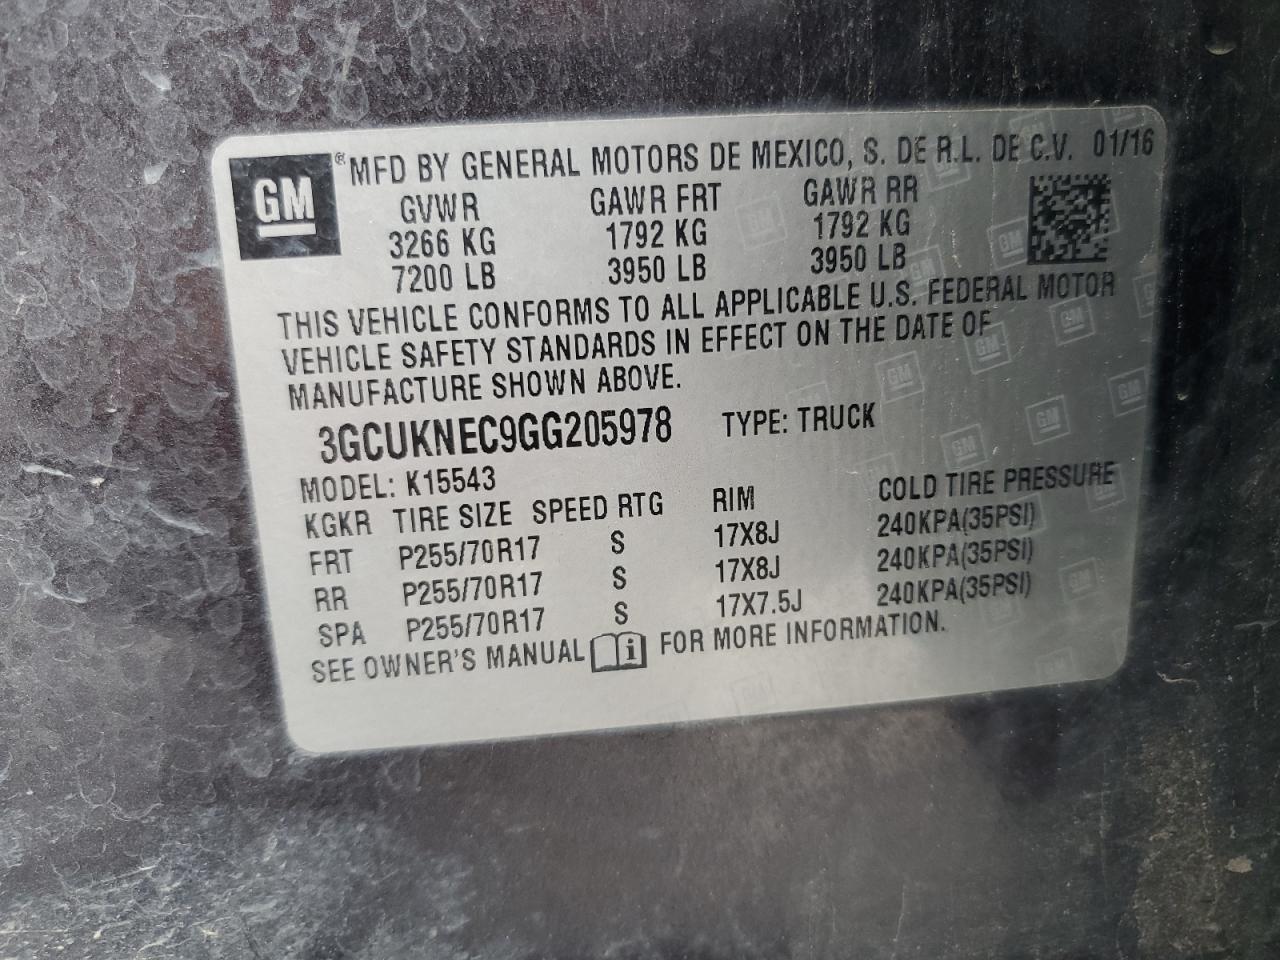 GM ® MFD BY GENERAL MOTORS DE MEXICO, S. DE R.L. DE C.V. 01/16
GVWR GAWR FRT GAWR RR
3266 KG 1792 KG 1792 KG
7200 LB 3950 LB 3950 LB
THIS VEHICLE CONFORMS TO ALL APPLICABLE U.S. FEDERAL MOTOR
VEHICLE SAFETY STANDARDS IN EFFECT ON THE DATE OF
MANUFACTURE SHOWN ABOVE.
3GCUKNEC9GG205978 TYPE: TRUCK
MODEL: K15543
KGKR TIRE SIZE SPEED RTG RIM COLD TIRE PRESSURE
FRT P255/70R17 S 17X8J 240KPA(35PSI)
RR P255/70R17 S 17X8J 240KPA(35PSI)
SPA P255/70R17 S 17X7.5J 240KPA(35PSI)
SEE OWNER'S MANUAL i FOR MORE INFORMATION.